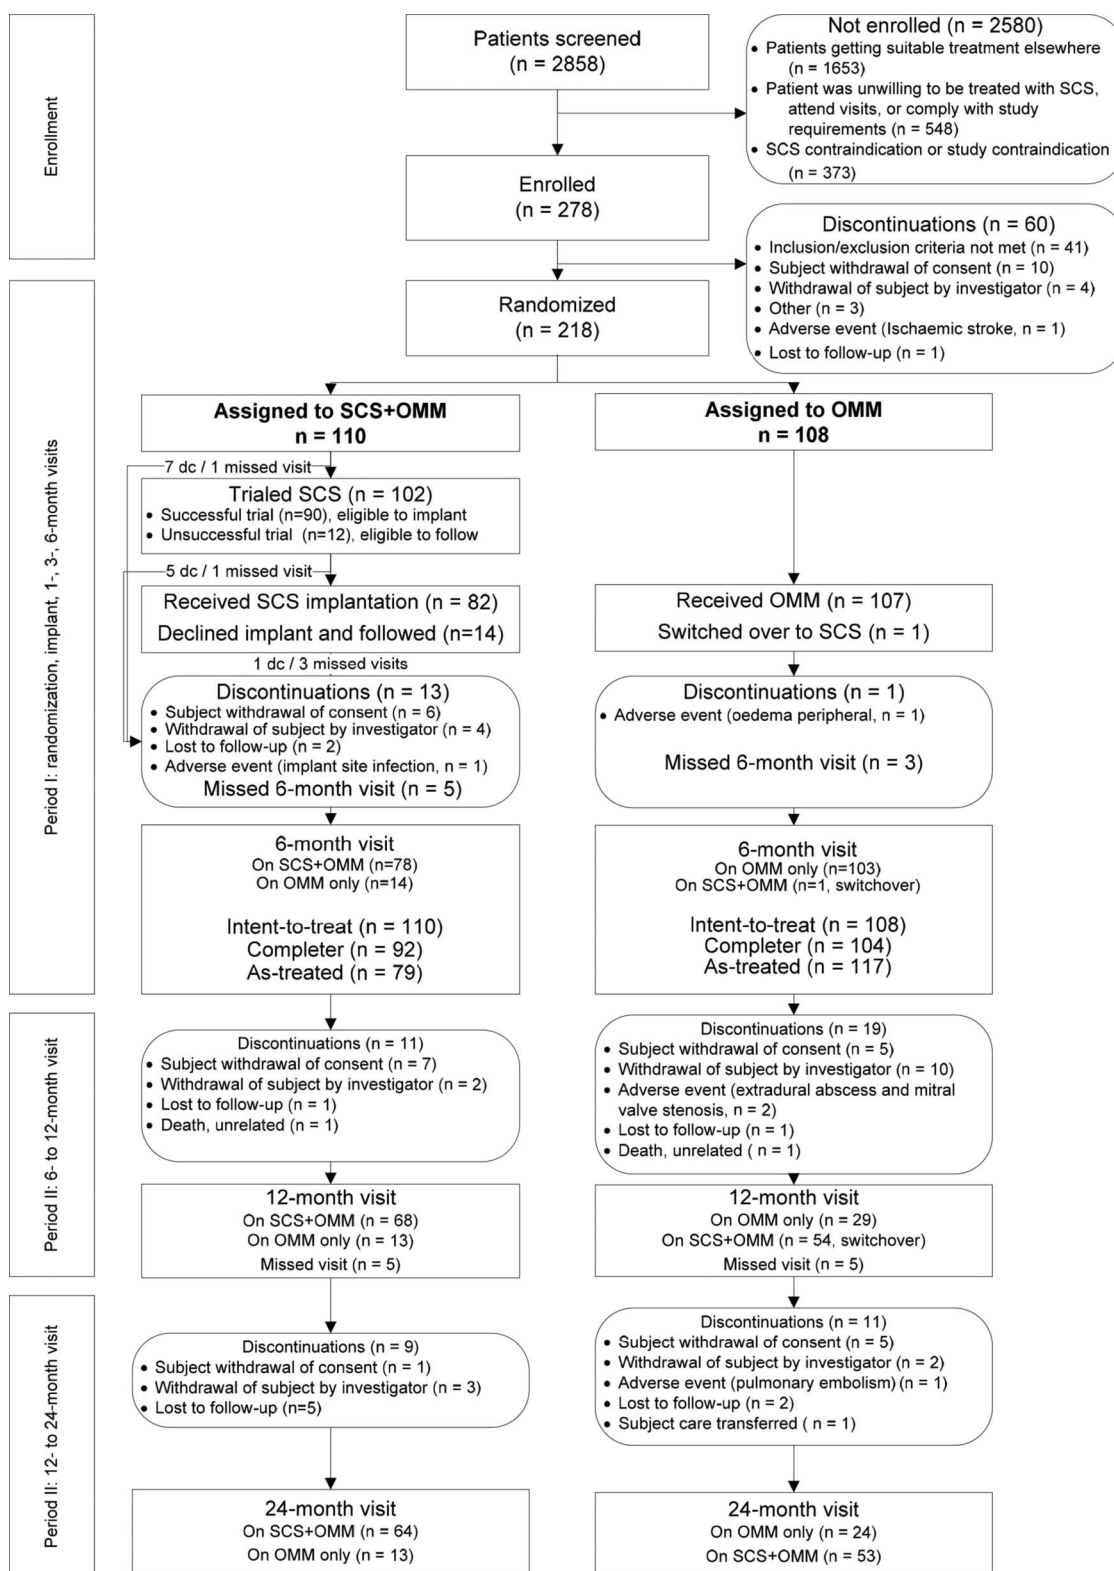 Enrollment
Patients screened
(n = 2858)
Not enrolled (n = 2580)
• Patients getting suitable treatment elsewhere
(n = 1653)
• Patient was unwilling to be treated with SCS,
attend visits, or comply with study
requirements (n = 548)
• SCS contraindication or study contraindication
(n = 373)
Enrolled
(n = 278)
Discontinuations (n = 60)
• Inclusion/exclusion criteria not met (n = 41)
• Subject withdrawal of consent (n = 10)
• Withdrawal of subject by investigator (n = 4)
• Other (n = 3)
• Adverse event (Ischaemic stroke, n = 1)
• Lost to follow-up (n = 1)
Period I: randomization, implant, 1-, 3-, 6-month visits
Randomized
(n = 218)
Assigned to SCS+OMM
n = 110
7 dc / 1 missed visit
Trialed SCS (n = 102)
• Successful trial (n=90), eligible to implant
• Unsuccessful trial (n=12), eligible to follow
5 dc / 1 missed visit
Received SCS implantation (n = 82)
Declined implant and followed (n=14)
1 dc / 3 missed visits
Discontinuations (n = 13)
• Subject withdrawal of consent (n = 6)
• Withdrawal of subject by investigator (n = 4)
• Lost to follow-up (n = 2)
• Adverse event (implant site infection, n = 1)
Missed 6-month visit (n = 5)
6-month visit
On SCS+OMM (n=78)
On OMM only (n=14)
Intent-to-treat (n = 110)
Completer (n = 92)
As-treated (n = 79)
Assigned to OMM
n = 108
Received OMM (n = 107)
Switched over to SCS (n = 1)
Discontinuations (n = 1)
• Adverse event (oedema peripheral, n = 1)
Missed 6-month visit (n = 3)
6-month visit
On OMM only (n=103)
On SCS+OMM (n=1, switchover)
Intent-to-treat (n = 108)
Completer (n = 104)
As-treated (n = 117)
Period II: 6- to 12-month visit
Discontinuations (n = 11)
• Subject withdrawal of consent (n = 7)
• Withdrawal of subject by investigator (n = 2)
• Lost to follow-up (n = 1)
• Death, unrelated (n = 1)
12-month visit
On SCS+OMM (n = 68)
On OMM only (n = 13)
Missed visit (n = 5)
Discontinuations (n = 19)
• Subject withdrawal of consent (n = 5)
• Withdrawal of subject by investigator (n = 10)
• Adverse event (extradural abscess and mitral
valve stenosis, n = 2)
• Lost to follow-up (n = 1)
• Death, unrelated ( n = 1)
12-month visit
On OMM only (n = 29)
On SCS+OMM (n = 54, switchover)
Missed visit (n = 5)
Period II: 12- to 24-month visit
Discontinuations (n = 9)
• Subject withdrawal of consent (n = 1)
• Withdrawal of subject by investigator (n = 3)
• Lost to follow-up (n=5)
24-month visit
On SCS+OMM (n = 64)
On OMM only (n = 13)
Discontinuations (n = 11)
• Subject withdrawal of consent (n = 5)
• Withdrawal of subject by investigator (n = 2)
• Adverse event (pulmonary embolism) (n = 1)
• Lost to follow-up (n = 2)
• Subject care transferred ( n = 1)
24-month visit
On OMM only (n = 24)
On SCS+OMM (n = 53)